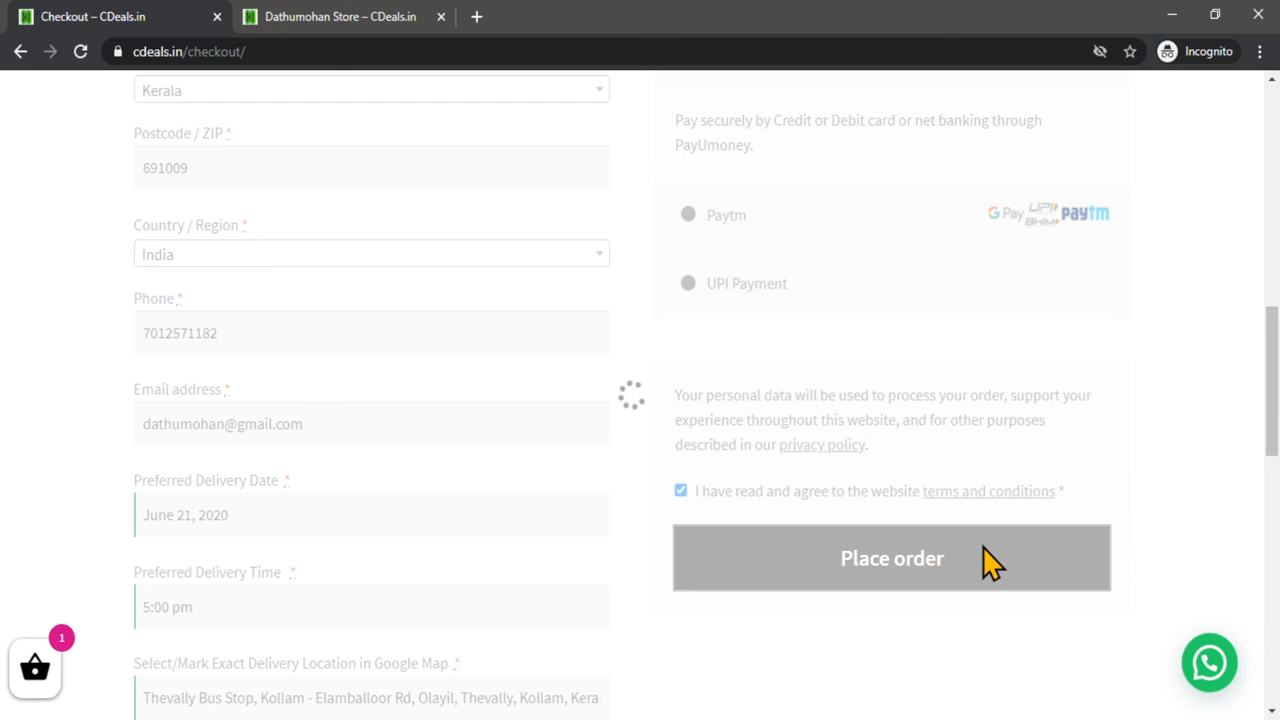 Checkout – CDeals.in
Dathumohan Store – CDeals.in
cdeals.in/checkout/
Incognito
Kerala
Postcode / ZIP *
691009
Country / Region *
India
Phone *
7012571182
Email address *
dathumohan@gmail.com
Preferred Delivery Date *
June 21, 2020
Preferred Delivery Time *
5:00 pm
Select/Mark Exact Delivery Location in Google Map *
Thevally Bus Stop, Kollam - Elamballoor Rd, Olayil, Thevally, Kollam, Kera
1
Pay securely by Credit or Debit card or net banking through
PayUmoney.
Paytm
G Pay UPI BHIM paytm
UPI Payment
Your personal data will be used to process your order, support your
experience throughout this website, and for other purposes
described in our privacy policy.
I have read and agree to the website terms and conditions *
Place order